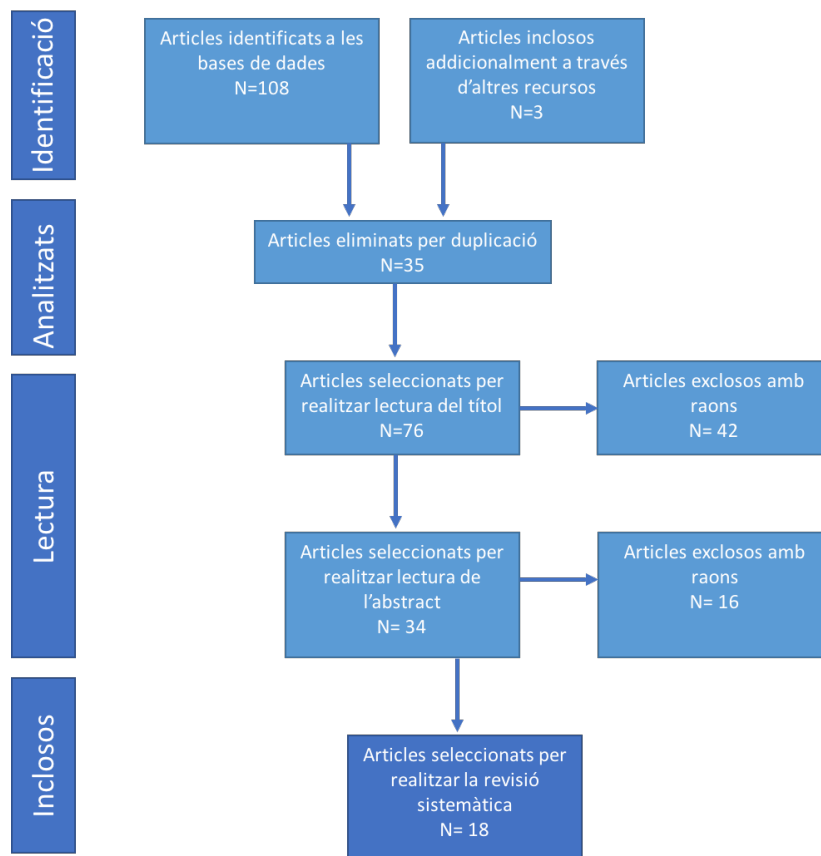 Identificació
Articles identificats a les
bases de dades
N=108
Articles inclosos
addicionalment a través
d'altres recursos
N=3
Analitzats
Articles eliminats per duplicació
N=35
Lectura
Articles seleccionats per
realitzar lectura del títol
N=76
Articles exclosos amb
raons
N= 42
Articles seleccionats per
realitzar lectura de
l'abstract
N= 34
Articles exclosos amb
raons
N= 16
Inclosos
Articles seleccionats per
realitzar la revisió
sistemàtica
N= 18